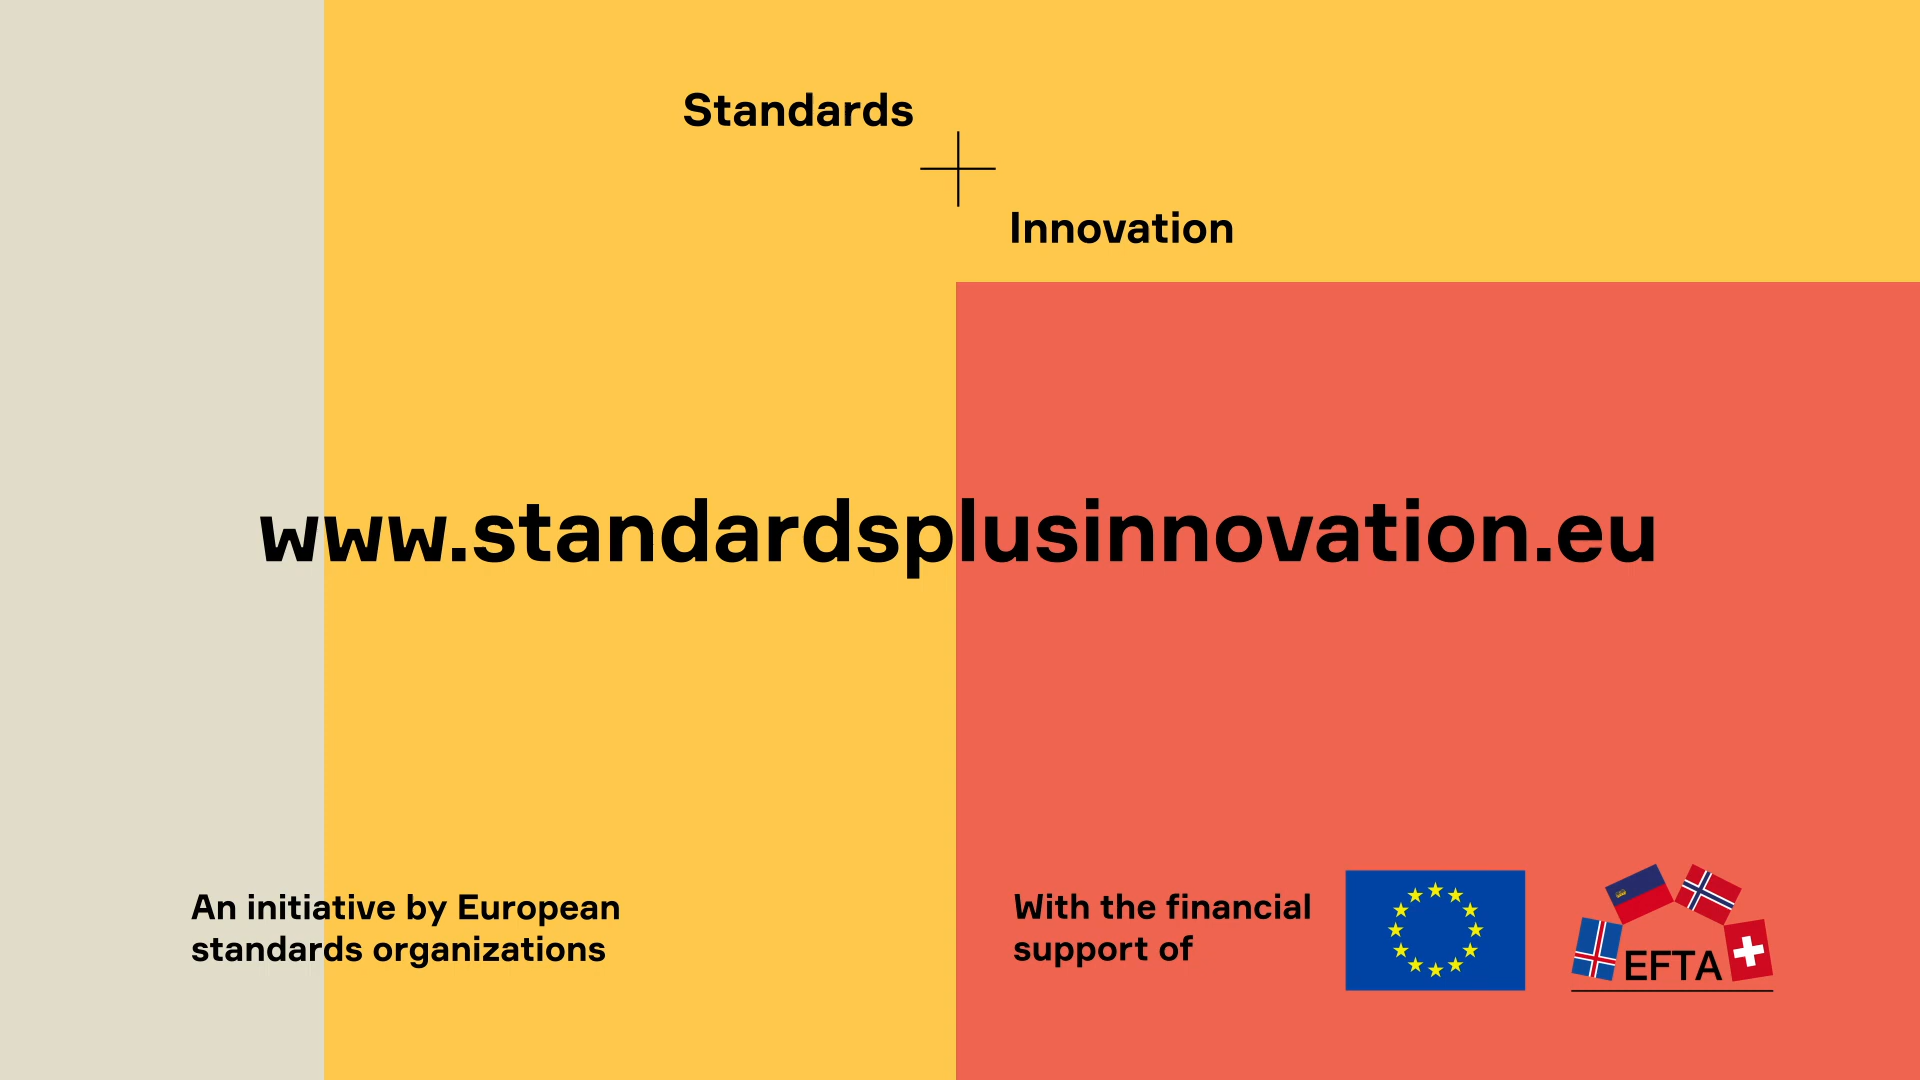 Standards
+
Innovation
www.standardsplusinnovation.eu
An initiative by European
standards organizations
With the financial
support of
EFTA